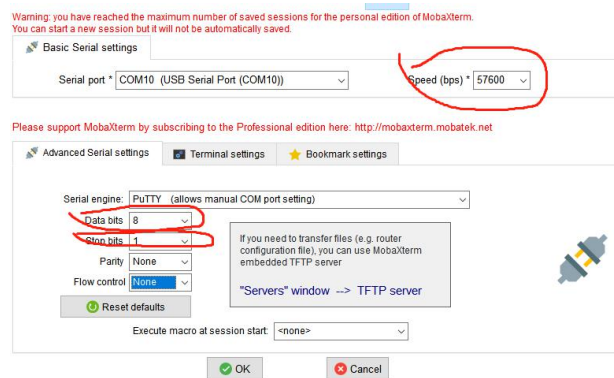 Warning: you have reached the maximum number of saved sessions for the personal edition of MobaXterm.
You can start a new session but it will not be automatically saved.
Basic Serial settings
Serial port * COM10 (USB Serial Port (COM10)) Speed (bps) * 57600
Please support MobaXterm by subscribing to the Professional edition here: http://mobaxterm.mobatek.net
Advanced Serial settings Terminal settings Bookmark settings
Serial engine: PuTTY (allows manual COM port setting)
Data bits 8
Stop bits 1
Parity None
Flow control None
Reset defaults
If you need to transfer files (e.g. router
configuration file), you can use MobaXterm
embedded TFTP server
"Servers" window --> TFTP server
Execute macro at session start: <none>
OK Cancel